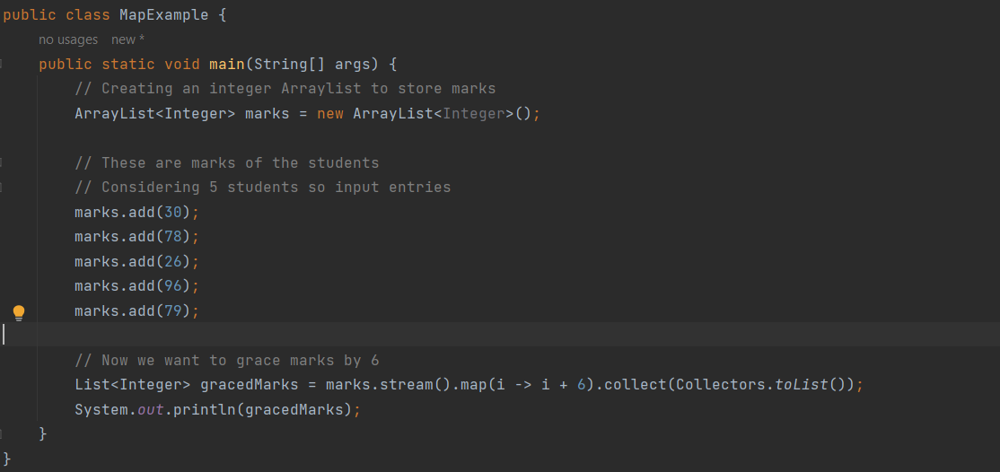 public class MapExample {
no usages new *
public static void main(String[] args) {
// Creating an integer Arraylist to store marks
ArrayList<Integer> marks = new ArrayList<Integer>();
// These are marks of the students
// Considering 5 students so input entries
marks.add(30);
marks.add(78);
marks.add(26);
marks.add(96);
marks.add(79);
// Now we want to grace marks by 6
List<Integer> gracedMarks = marks.stream().map(i -> i + 6).collect(Collectors.toList());
System.out.println(gracedMarks);
}
}